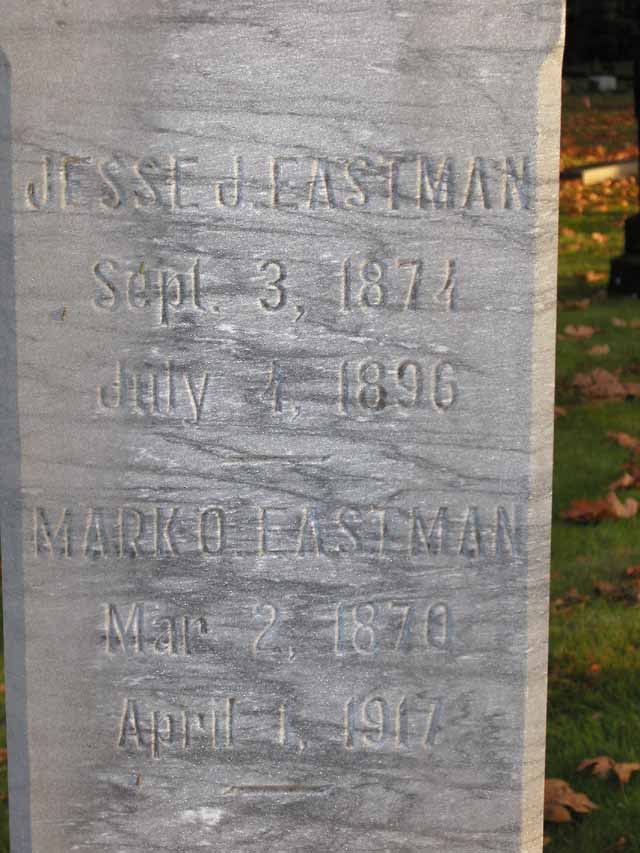 JESSE J. EASTMAN
Sept. 3, 1874
July 4, 1896
MARK O. EASTMAN
Mar. 2, 1870
April 1, 1917